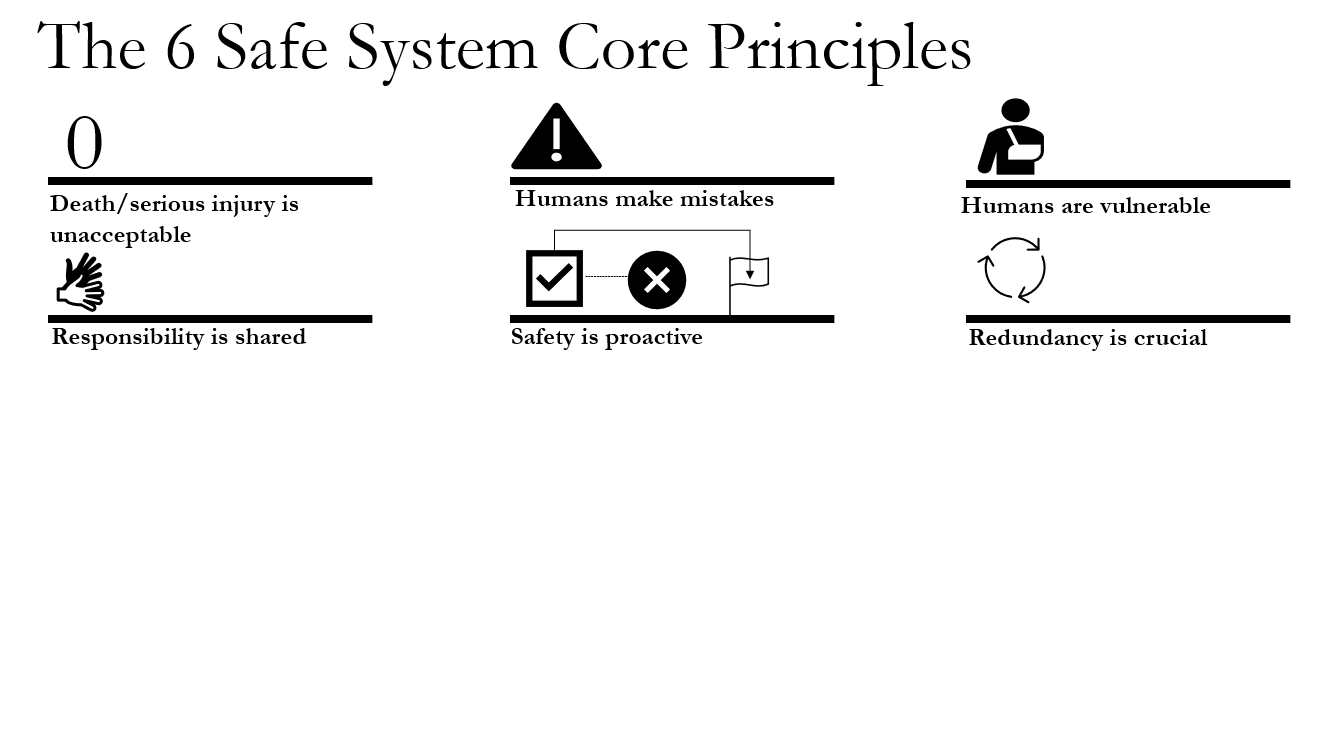 The 6 Safe System Core Principles
0
Death/serious injury is
unacceptable
Humans make mistakes
Humans are vulnerable
Responsibility is shared
Safety is proactive
Redundancy is crucial